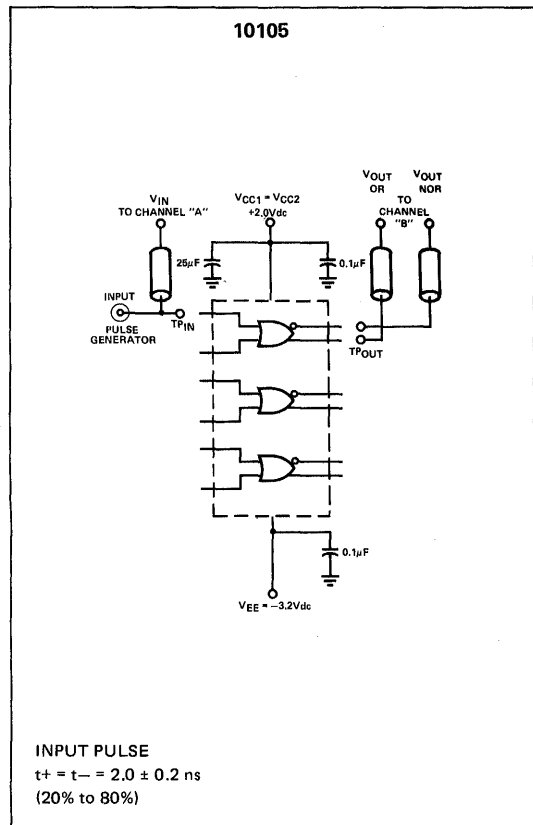 10105
VIN
TO CHANNEL "A"
VCC1 = VCC2
+2.0Vdc
VOUT
OR
VOUT
NOR
TO
CHANNEL
"B"
25µF
0.1µF
INPUT
PULSE
GENERATOR
TPIN
TPOUT
0.1µF
VEE = −3.2Vdc
INPUT PULSE
t+ = t− = 2.0 ± 0.2 ns
(20% to 80%)